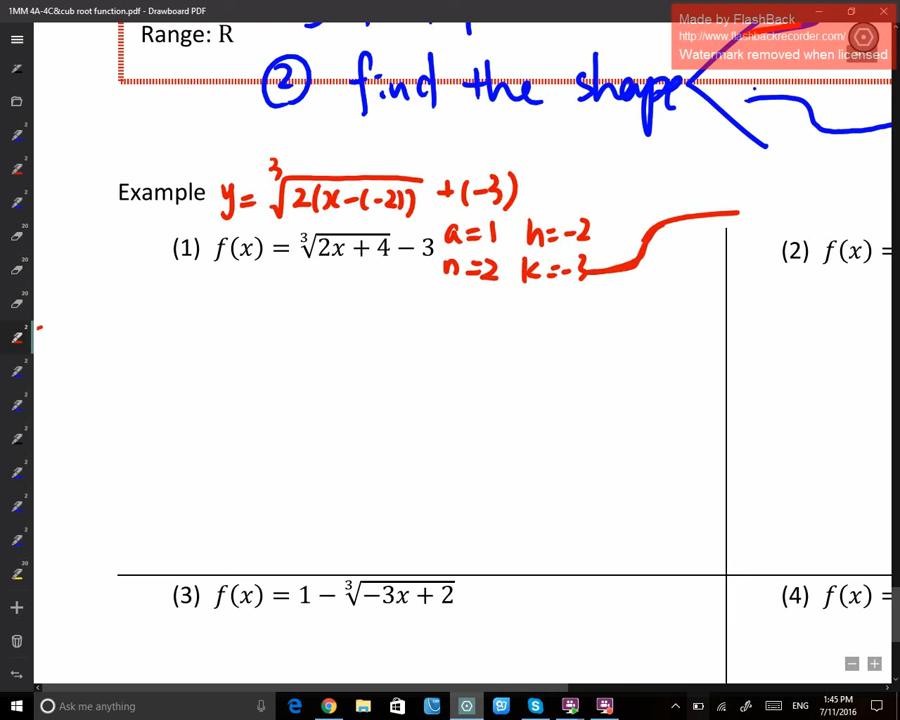 1MM 4A-4C&cub root function.pdf - Drawboard PDF
Made by FlashBack
http://www.flashbackrecorder.com/
Watermark removed when licensed
Range: R
② find the shape
Example y = ∛(2(x-(-2))) + (-3)
a=1 h=-2
(1) f(x) = ∛(2x + 4) − 3
n=2 k=-3
(2) f(x) =
(3) f(x) = 1 − ∛(−3x + 2)
(4) f(x) =
Ask me anything
ENG
1:45 PM
7/11/2016